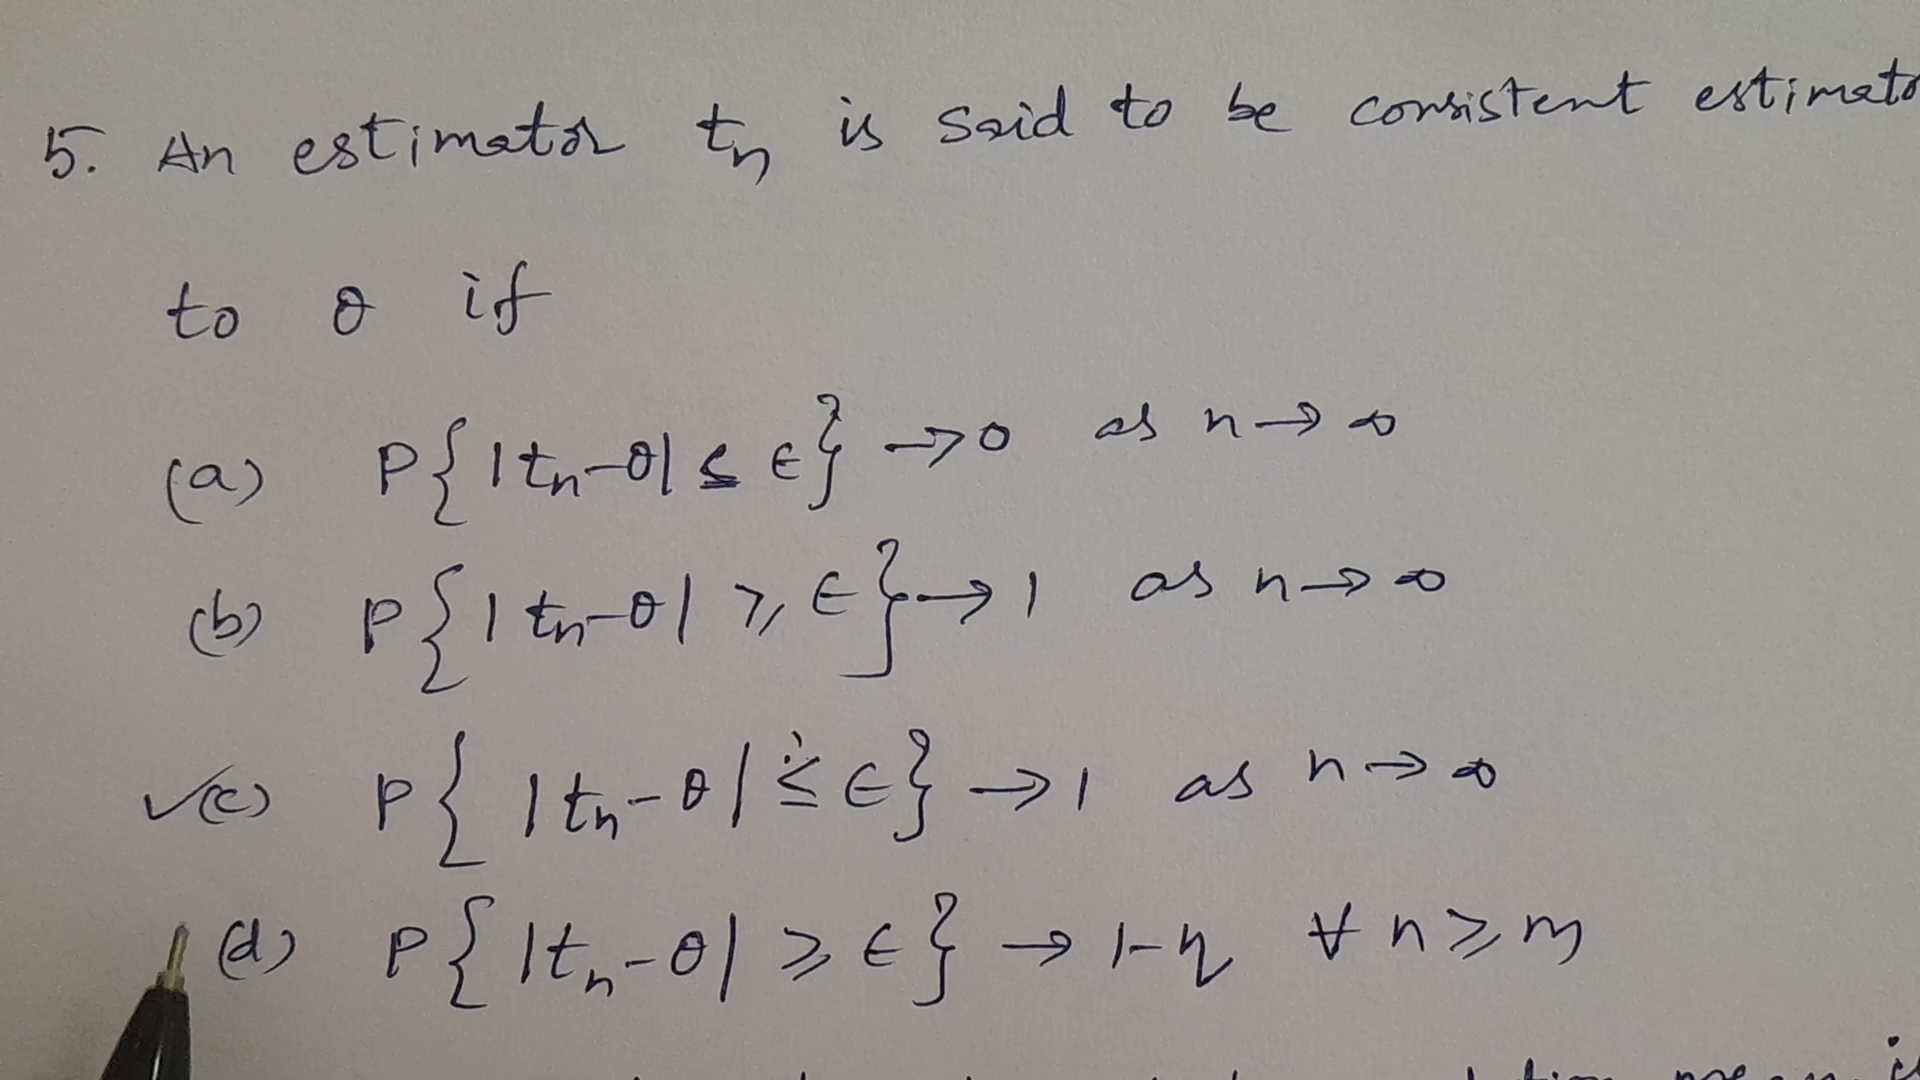 5. An estimator tₙ is said to be consistent estimato
to θ if
(a) P{|tₙ-θ| ≤ ϵ} → 0 as n → ∞
(b) P{|tₙ-θ| ≥ ϵ} → 1 as n → ∞
✓(c) P{|tₙ-θ| ≤ ϵ} → 1 as n → ∞
(d) P{|tₙ-θ| ≥ ϵ} → 1-η ∀ n ≥ m